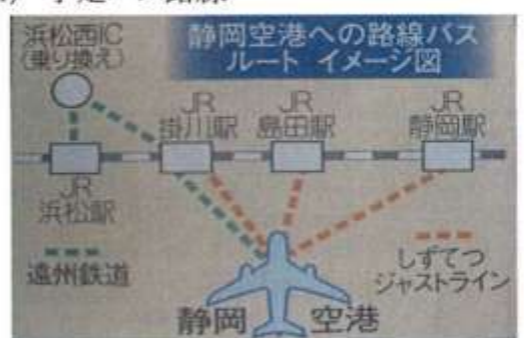 静岡空港への路線バス
ルート イメージ図
浜松西IC
(乗り換え)
JR
掛川駅
JR
島田駅
JR
静岡駅
JR
浜松駅
遠州鉄道
しずてつ
ジャストライン
静岡 空港